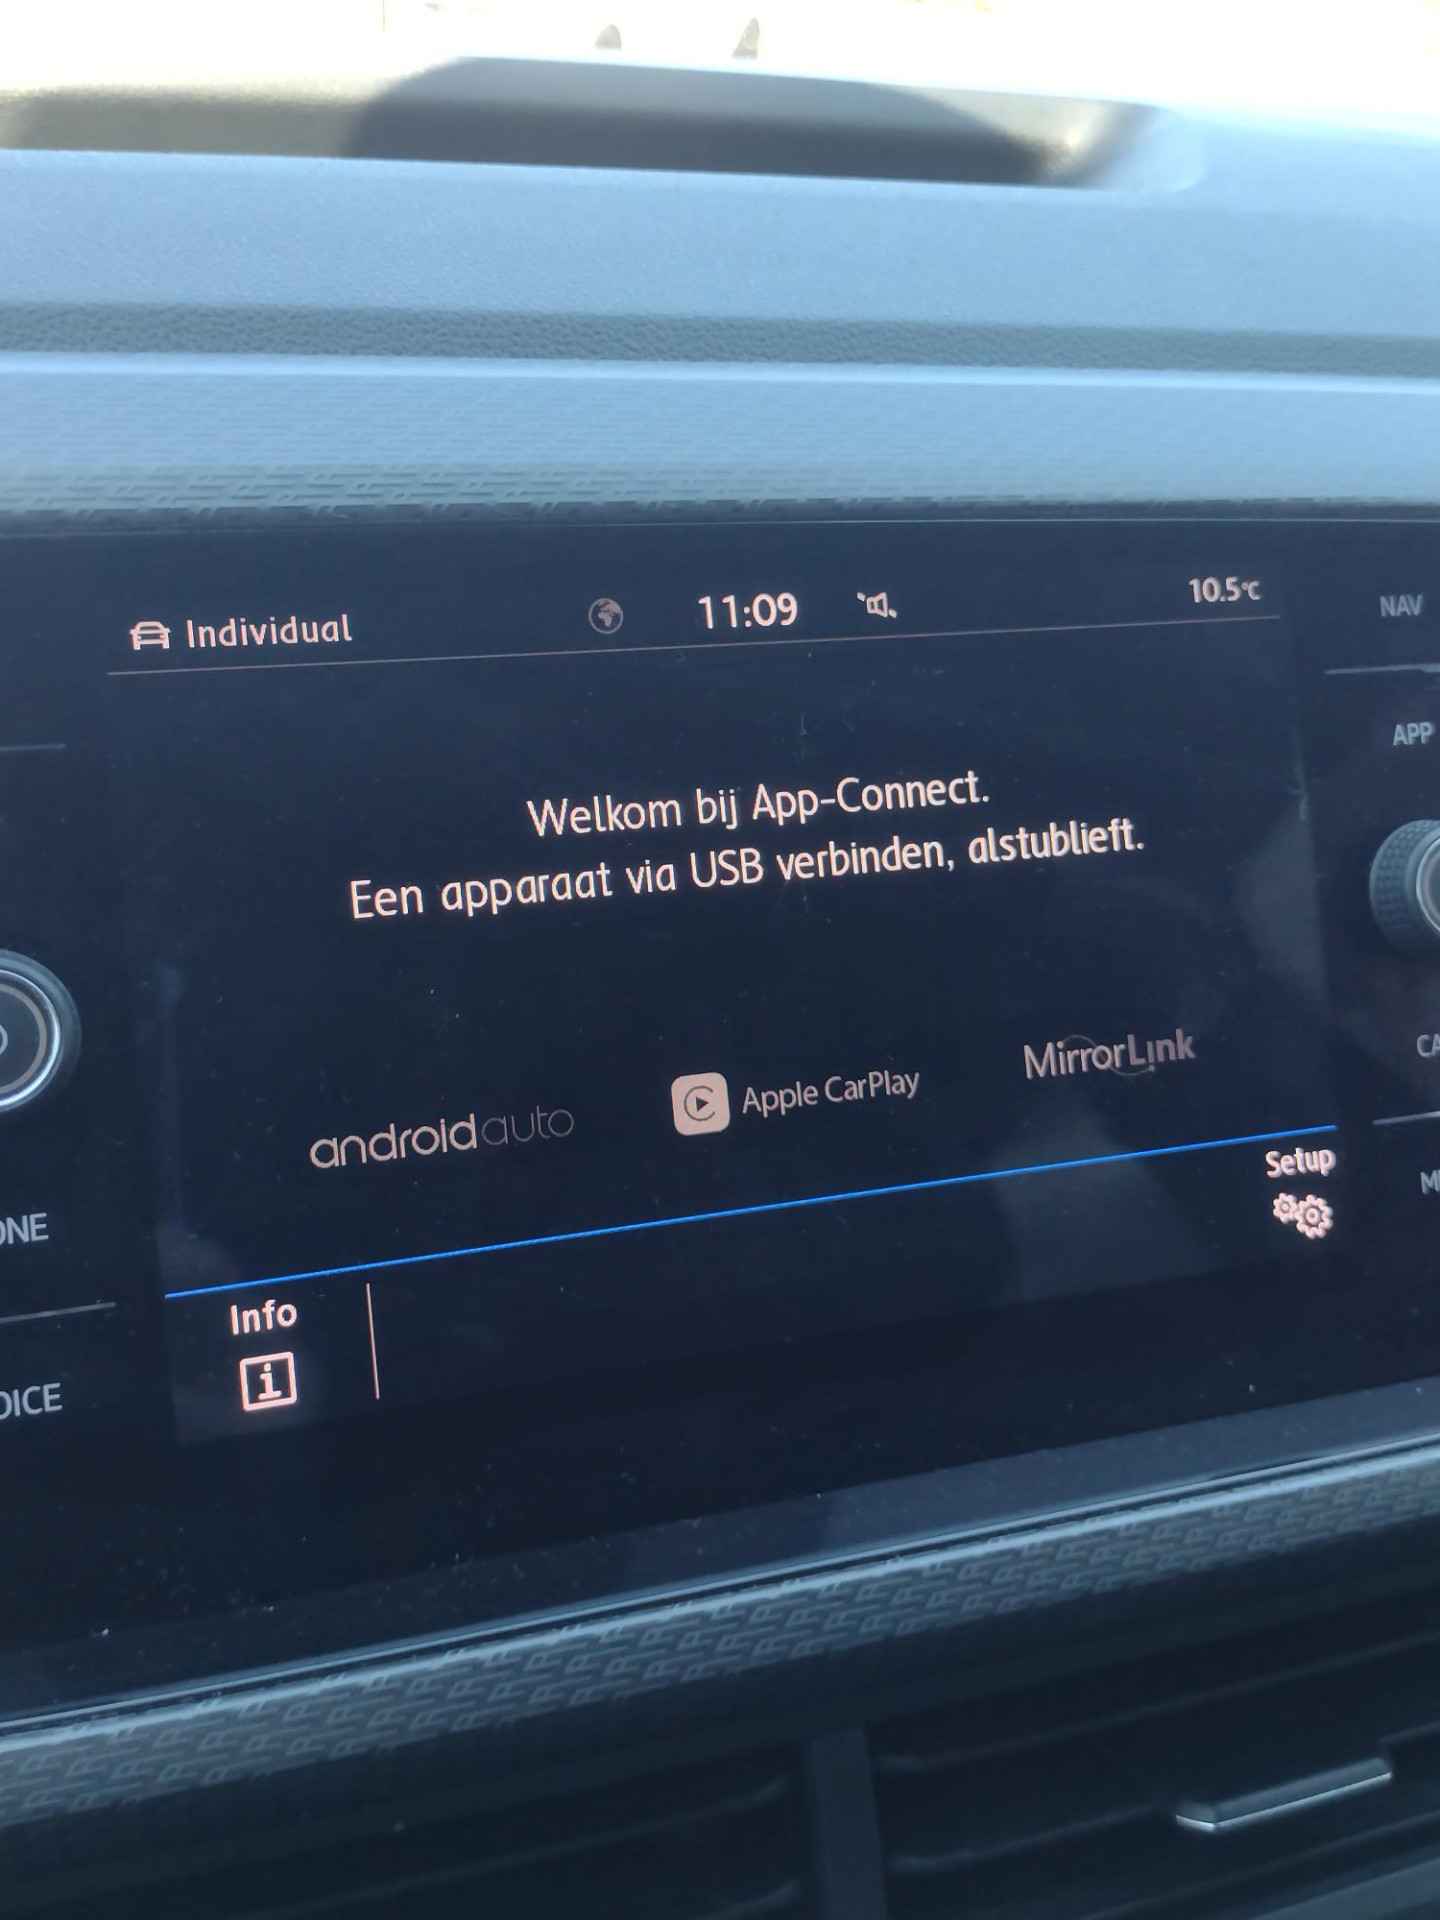 Individual
11:09
10.5°C
NAV
APP
Welkom bij App-Connect.
Een apparaat via USB verbinden, alstublieft.
androidauto
Apple CarPlay
MirrorLink
Setup
Info